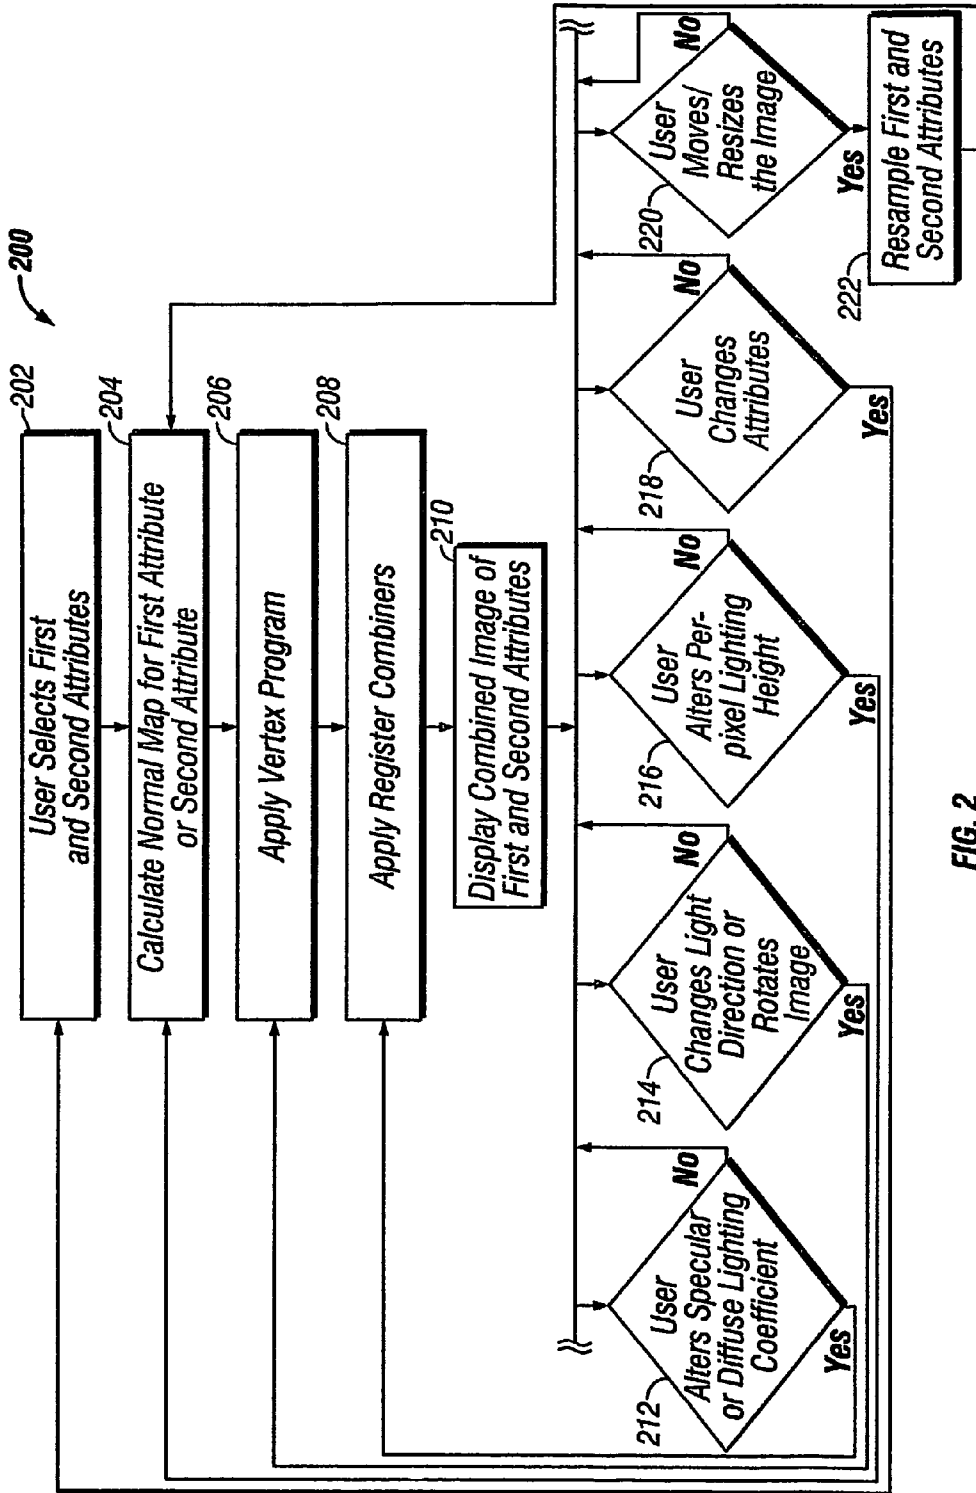 200
202
User Selects First
and Second Attributes
204
Calculate Normal Map for First Attribute
or Second Attribute
206
Apply Vertex Program
208
Apply Register Combiners
210
Display Combined Image of
First and Second Attributes
212
User
Alters Specular
or Diffuse Lighting
Coefficient
No
Yes
214
User
Changes Light
Direction or
Rotates
Image
No
Yes
216
User
Alters Per-
pixel Lighting
Height
No
Yes
218
User
Changes
Attributes
No
Yes
220
User
Moves/
Resizes
the Image
No
Yes
222
Resample First and
Second Attributes
FIG. 2